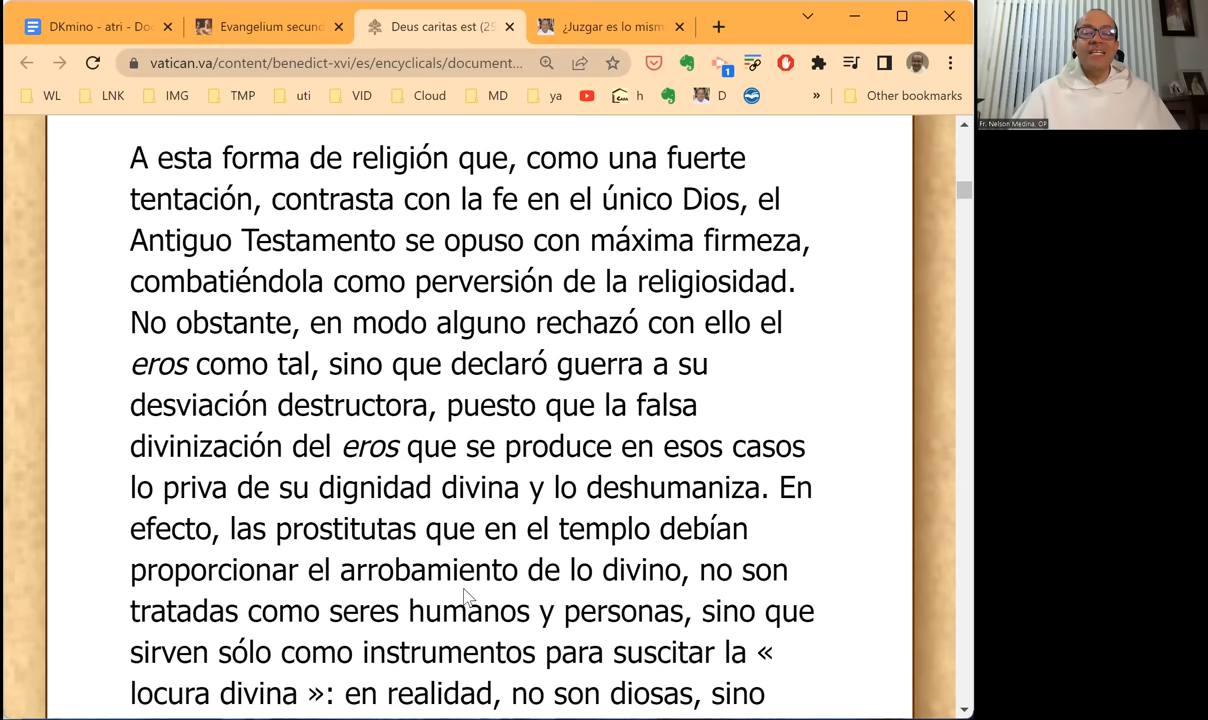 DKmino - atri - Do
Evangelium secun
Deus caritas est (25
¿Juzgar es lo mism
vatican.va/content/benedict-xvi/es/encyclicals/document...
1
WL
LNK
IMG
TMP
uti
VID
Cloud
MD
ya
h
D
»
Other bookmarks
Fr. Nelson Medina, OP
A esta forma de religión que, como una fuerte
tentación, contrasta con la fe en el único Dios, el
Antiguo Testamento se opuso con máxima firmeza,
combatiéndola como perversión de la religiosidad.
No obstante, en modo alguno rechazó con ello el
eros como tal, sino que declaró guerra a su
desviación destructora, puesto que la falsa
divinización del eros que se produce en esos casos
lo priva de su dignidad divina y lo deshumaniza. En
efecto, las prostitutas que en el templo debían
proporcionar el arrobamiento de lo divino, no son
tratadas como seres humanos y personas, sino que
sirven sólo como instrumentos para suscitar la «
locura divina »: en realidad, no son diosas, sino